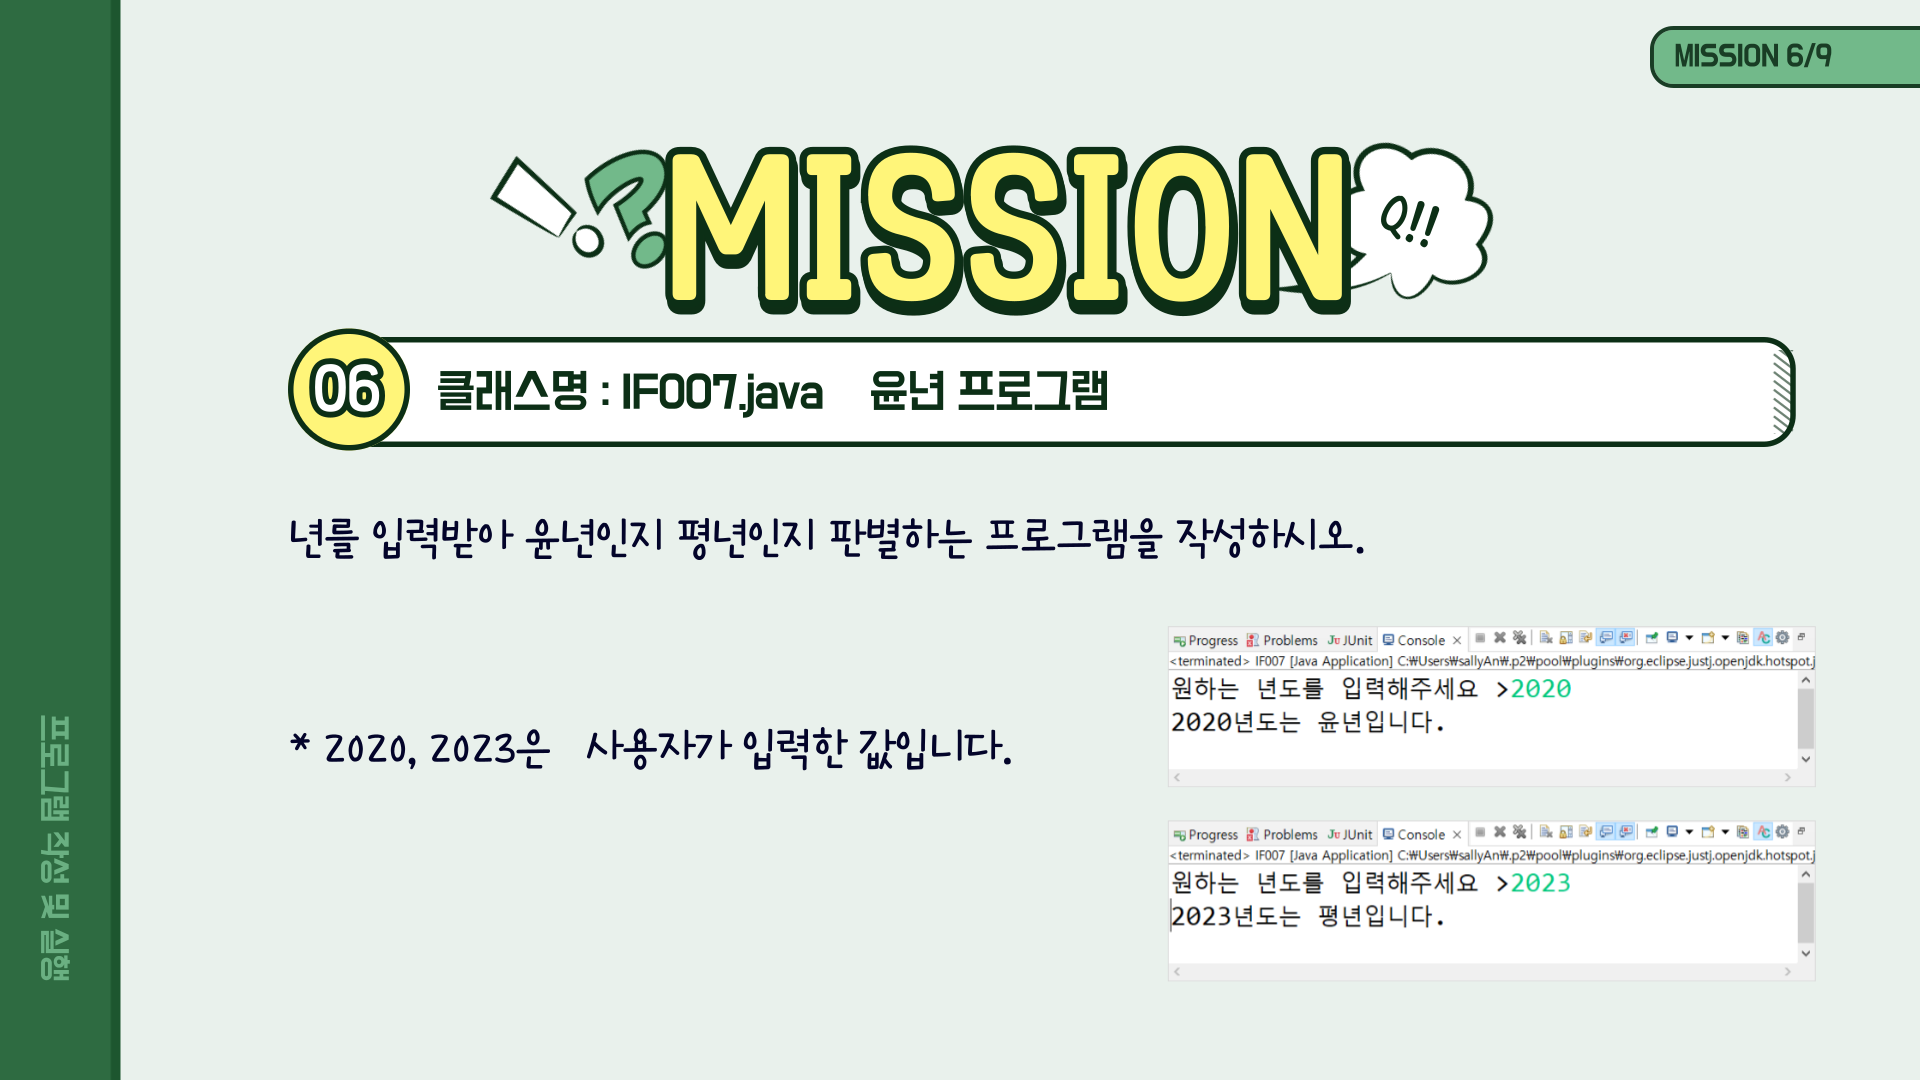 MISSION 6/9
MISSION
Q!!
06
클래스명 : IF007.java 윤년 프로그램
년를 입력받아 윤년인지 평년인지 판별하는 프로그램을 작성하시오.
* 2020, 2023은 사용자가 입력한 값입니다.
Progress Problems JUnit Console
<terminated> IF007 [Java Application] C:₩Users₩sallyAn₩.p2₩pool₩plugins₩org.eclipse.justj.openjdk.hotspot.j
원하는 년도를 입력해주세요 >2020
2020년도는 윤년입니다.
Progress Problems JUnit Console
<terminated> IF007 [Java Application] C:₩Users₩sallyAn₩.p2₩pool₩plugins₩org.eclipse.justj.openjdk.hotspot.j
원하는 년도를 입력해주세요 >2023
2023년도는 평년입니다.
프로그램 작성 및 실행